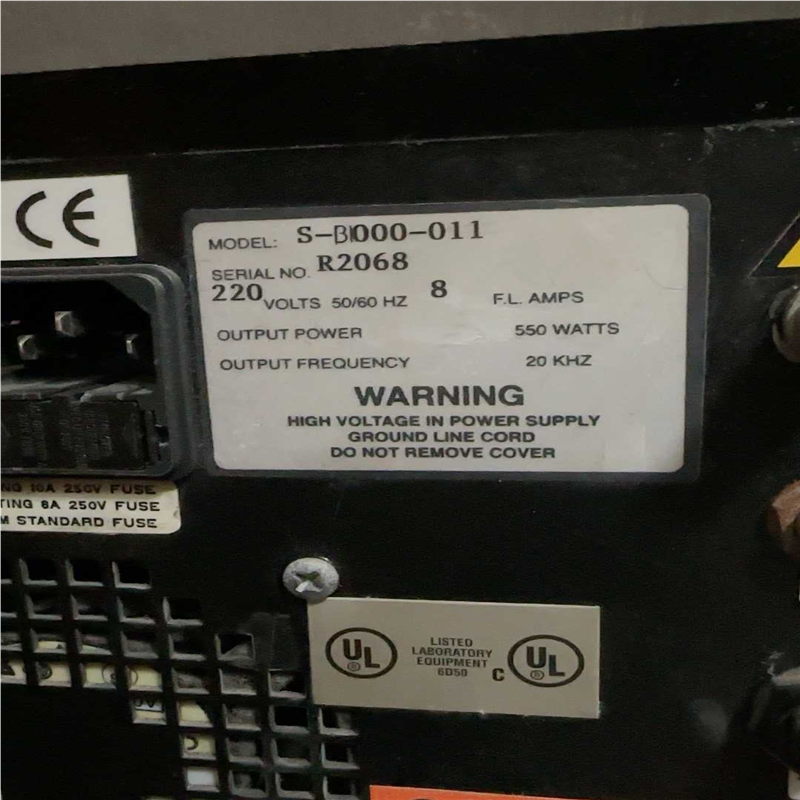 CE
MODEL: S-B1000-011
SERIAL NO. R2068
220 VOLTS 50/60 HZ 8 F.L. AMPS
OUTPUT POWER 550 WATTS
OUTPUT FREQUENCY 20 KHZ
WARNING
HIGH VOLTAGE IN POWER SUPPLY
GROUND LINE CORD
DO NOT REMOVE COVER
10A 250V FUSE
8A 250V FUSE
STANDARD FUSE
UL ®
LISTED
LABORATORY
EQUIPMENT
6D50
C UL ®